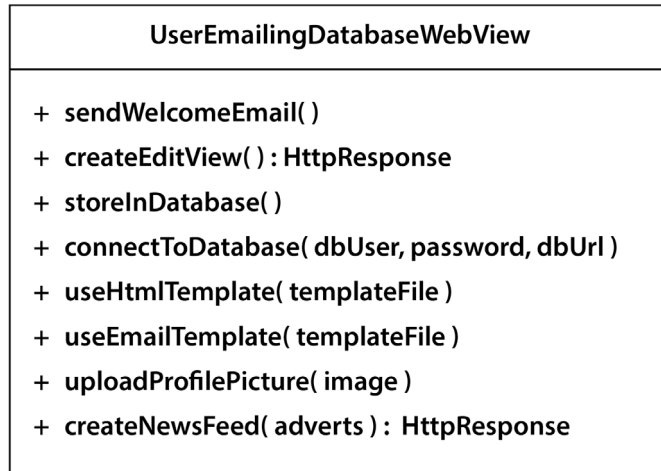 UserEmailingDatabaseWebView
+ sendWelcomeEmail( )
+ createEditView( ) : HttpResponse
+ storeInDatabase( )
+ connectToDatabase( dbUser, password, dbUrl )
+ useHtmlTemplate( templateFile )
+ useEmailTemplate( templateFile )
+ uploadProfilePicture( image )
+ createNewsFeed( adverts ) : HttpResponse